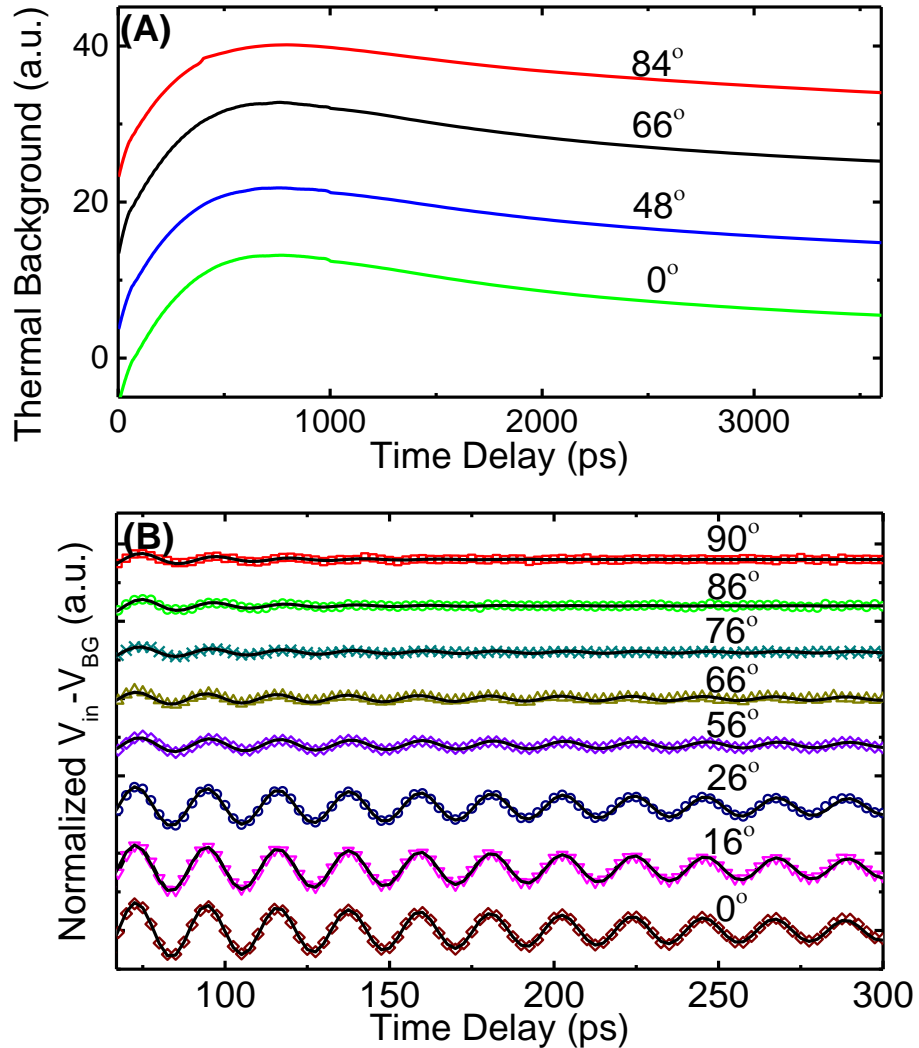 (A)
Thermal Background (a.u.)
40
20
0
84°
66°
48°
0°
0 1000 2000 3000
Time Delay (ps)
(B)
Normalized V_in-V_BG (a.u.)
90°
86°
76°
66°
56°
26°
16°
0°
100 150 200 250 300
Time Delay (ps)